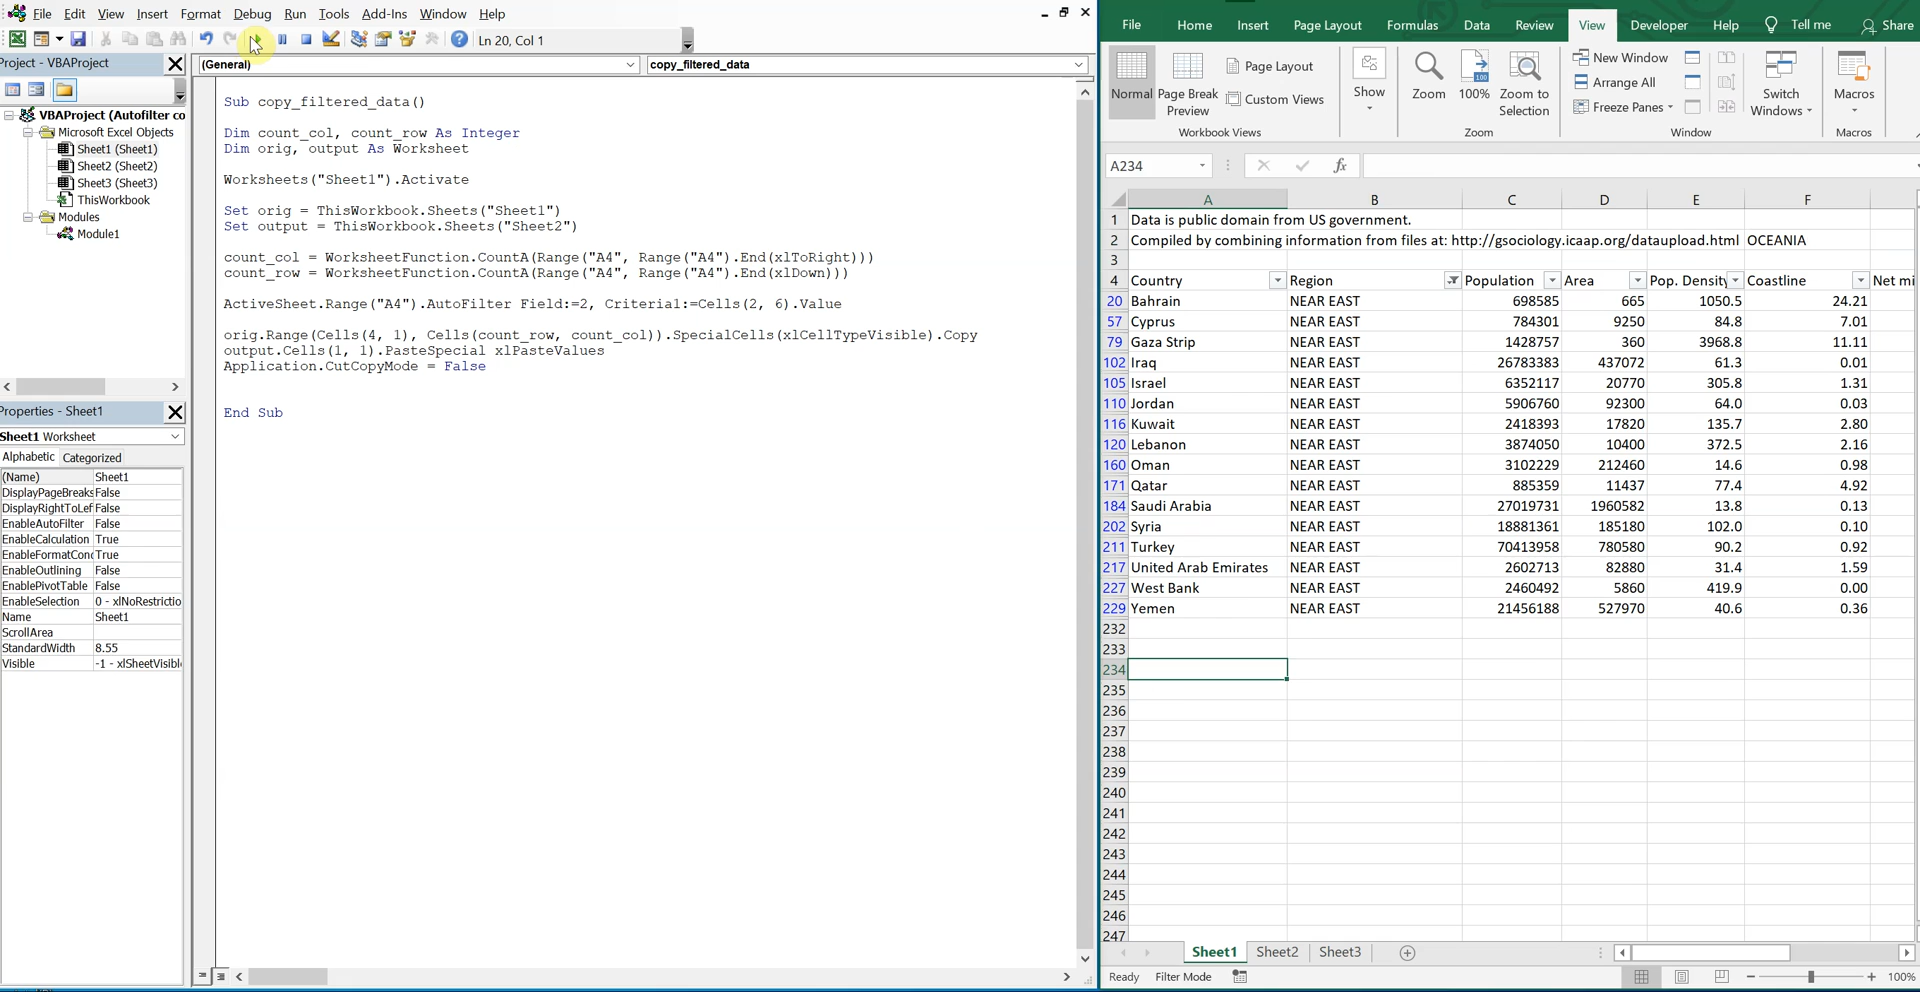 File Edit View Insert Format Debug Run Tools Add-Ins Window Help
Ln 20, Col 1
Project - VBAProject
(General)
copy_filtered_data
VBAProject (Autofilter co
Microsoft Excel Objects
Sheet1 (Sheet1)
Sheet2 (Sheet2)
Sheet3 (Sheet3)
ThisWorkbook
Modules
Module1
Properties - Sheet1
Sheet1 Worksheet
Alphabetic Categorized
(Name) Sheet1
DisplayPageBreaks False
DisplayRightToLef False
EnableAutoFilter False
EnableCalculation True
EnableFormatConc True
EnableOutlining False
EnablePivotTable False
EnableSelection 0 - xlNoRestrictio
Name Sheet1
ScrollArea
StandardWidth 8.55
Visible -1 - xlSheetVisibl
Sub copy_filtered_data()
Dim count_col, count_row As Integer
Dim orig, output As Worksheet
Worksheets("Sheet1").Activate
Set orig = ThisWorkbook.Sheets("Sheet1")
Set output = ThisWorkbook.Sheets("Sheet2")
count_col = WorksheetFunction.CountA(Range("A4", Range("A4").End(xlToRight)))
count_row = WorksheetFunction.CountA(Range("A4", Range("A4").End(xlDown)))
ActiveSheet.Range("A4").AutoFilter Field:=2, Criteria1:=Cells(2, 6).Value
orig.Range(Cells(4, 1), Cells(count_row, count_col)).SpecialCells(xlCellTypeVisible).Copy
output.Cells(1, 1).PasteSpecial xlPasteValues
Application.CutCopyMode = False
End Sub
File Home Insert Page Layout Formulas Data Review View Developer Help Tell me Share
Normal
Page Break Preview
Page Layout
Custom Views
Workbook Views
Show
Zoom
100%
Zoom to Selection
Zoom
New Window
Arrange All
Freeze Panes
Switch Windows
Window
Macros
Macros
A234
A B C D E F
1 Data is public domain from US government.
2 Compiled by combining information from files at: http://gsociology.icaap.org/dataupload.html OCEANIA
3
4 Country Region Population Area Pop. Density Coastline Net mi
20 Bahrain NEAR EAST 698585 665 1050.5 24.21
57 Cyprus NEAR EAST 784301 9250 84.8 7.01
79 Gaza Strip NEAR EAST 1428757 360 3968.8 11.11
102 Iraq NEAR EAST 26783383 437072 61.3 0.01
105 Israel NEAR EAST 6352117 20770 305.8 1.31
110 Jordan NEAR EAST 5906760 92300 64.0 0.03
116 Kuwait NEAR EAST 2418393 17820 135.7 2.80
120 Lebanon NEAR EAST 3874050 10400 372.5 2.16
160 Oman NEAR EAST 3102229 212460 14.6 0.98
171 Qatar NEAR EAST 885359 11437 77.4 4.92
184 Saudi Arabia NEAR EAST 27019731 1960582 13.8 0.13
202 Syria NEAR EAST 18881361 185180 102.0 0.10
211 Turkey NEAR EAST 70413958 780580 90.2 0.92
217 United Arab Emirates NEAR EAST 2602713 82880 31.4 1.59
227 West Bank NEAR EAST 2460492 5860 419.9 0.00
229 Yemen NEAR EAST 21456188 527970 40.6 0.36
232
233
234
235
236
237
238
239
240
241
242
243
244
245
246
247
Sheet1 Sheet2 Sheet3
Ready Filter Mode 100%